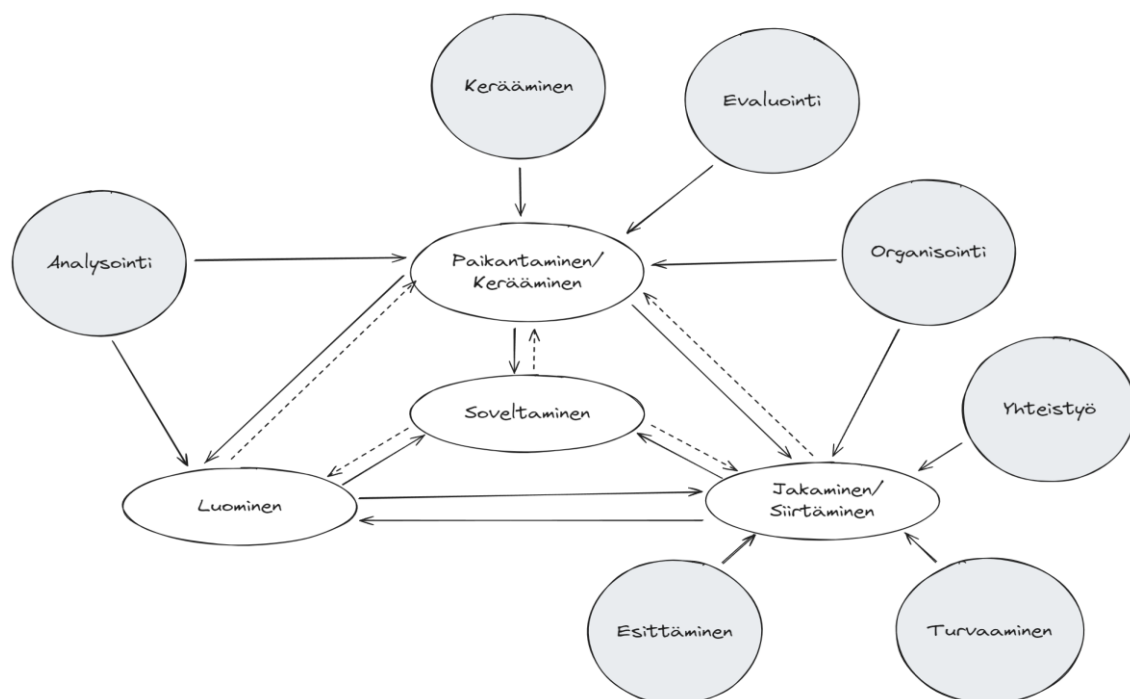 Kerääminen
Evaluointi
Analysointi
Paikantaminen/
Kerääminen
Organisointi
Soveltaminen
Yhteistyö
Luominen
Jakaminen/
Siirtäminen
Esittäminen
Turvaaminen